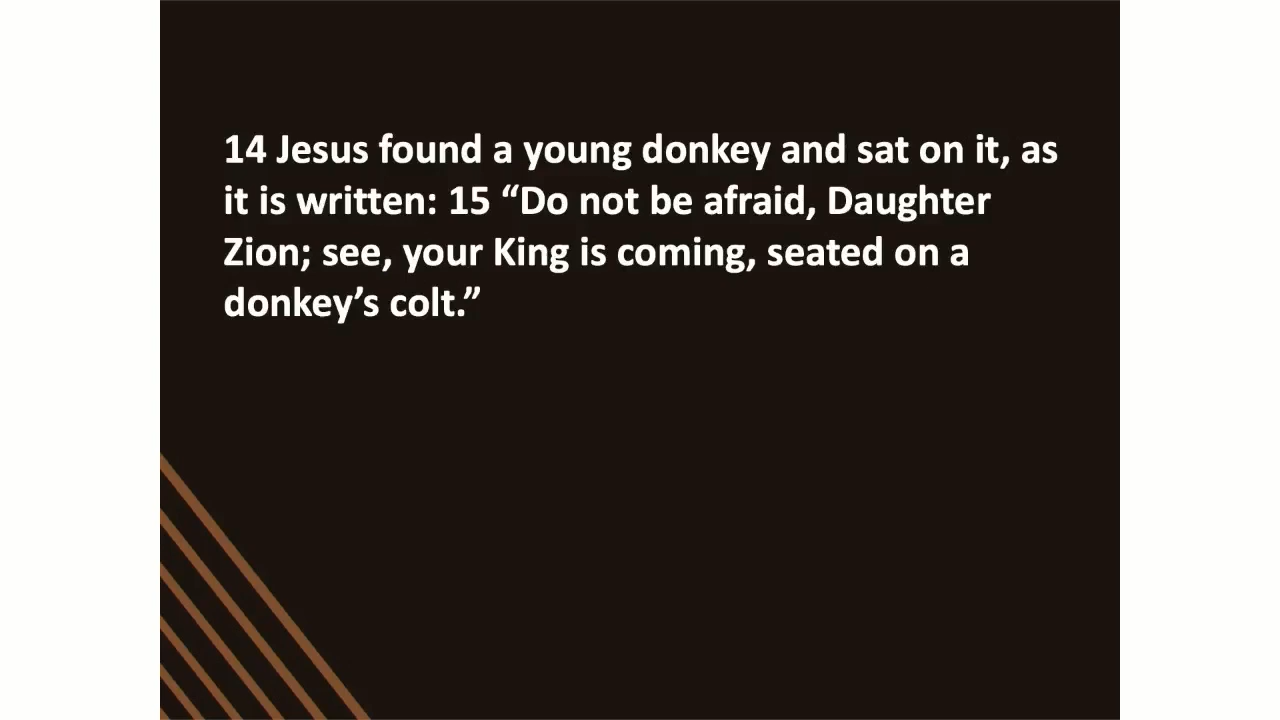 14 Jesus found a young donkey and sat on it, as
it is written: 15 “Do not be afraid, Daughter
Zion; see, your King is coming, seated on a
donkey’s colt.”